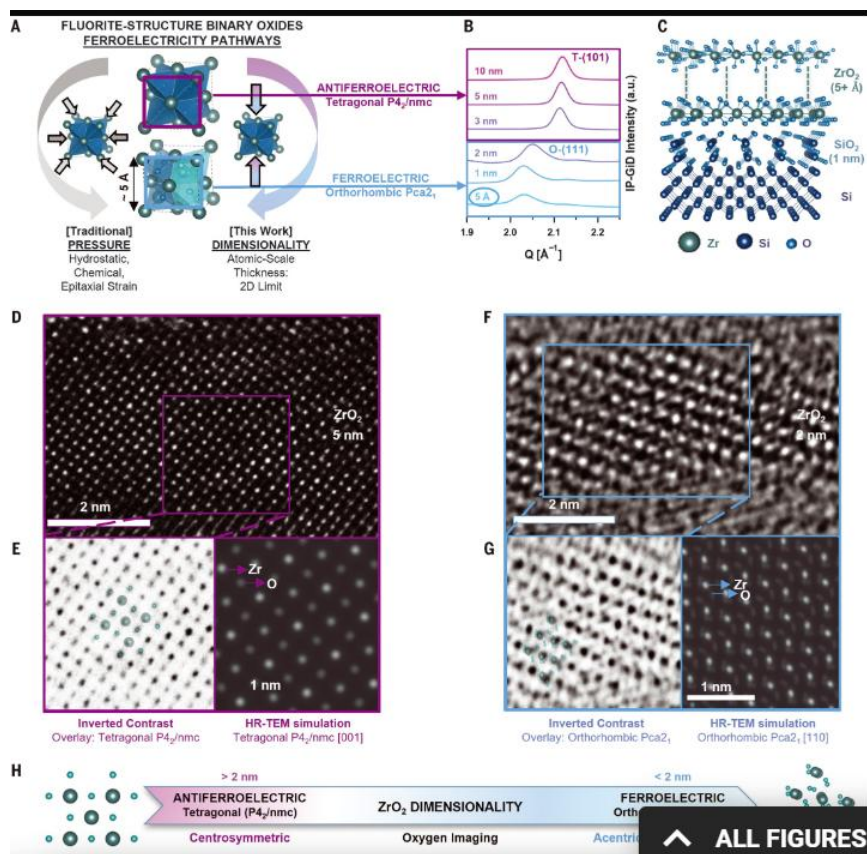 A
FLUORITE-STRUCTURE BINARY OXIDES
FERROELECTRICITY PATHWAYS
~ 5 Å
[Traditional]
PRESSURE
Hydrostatic,
Chemical,
Epitaxial Strain
[This Work]
DIMENSIONALITY
Atomic-Scale
Thickness:
2D Limit
ANTIFERROELECTRIC
Tetragonal P4₂/nmc
FERROELECTRIC
Orthorhombic Pca2₁
B
T-(101)
10 nm
5 nm
3 nm
O-(111)
2 nm
1 nm
5 Å
1.9 2.0 2.1 2.2
Q [Å⁻¹]
IP-GiD Intensity (a.u.)
C
ZrO₂
(5+ Å)
SiO₂
(1 nm)
Si
Zr Si O
D
ZrO₂
5 nm
2 nm
E
Zr
O
1 nm
Inverted Contrast
Overlay: Tetragonal P4₂/nmc
HR-TEM simulation
Tetragonal P4₂/nmc [001]
F
ZrO₂
2 nm
2 nm
G
Zr
O
1 nm
Inverted Contrast
Overlay: Orthorhombic Pca2₁
HR-TEM simulation
Orthorhombic Pca2₁ [110]
H
> 2 nm
< 2 nm
ANTIFERROELECTRIC
Tetragonal (P4₂/nmc)
ZrO₂ DIMENSIONALITY
FERROELECTRIC
Centrosymmetric
Oxygen Imaging
ALL FIGURES